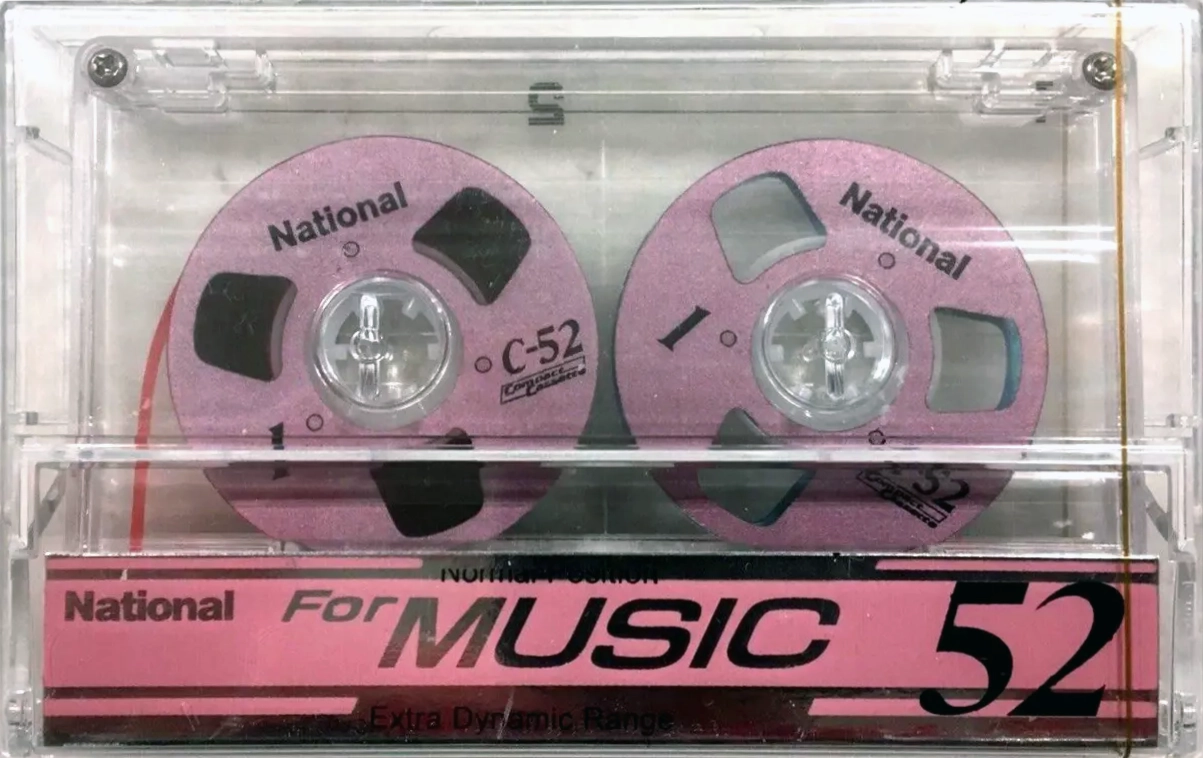 National
C-52
Compact
Cassette
1
National
1
C-52
Compact
Cassette
Normal Position
National
For MUSIC
52
Extra Dynamic Range